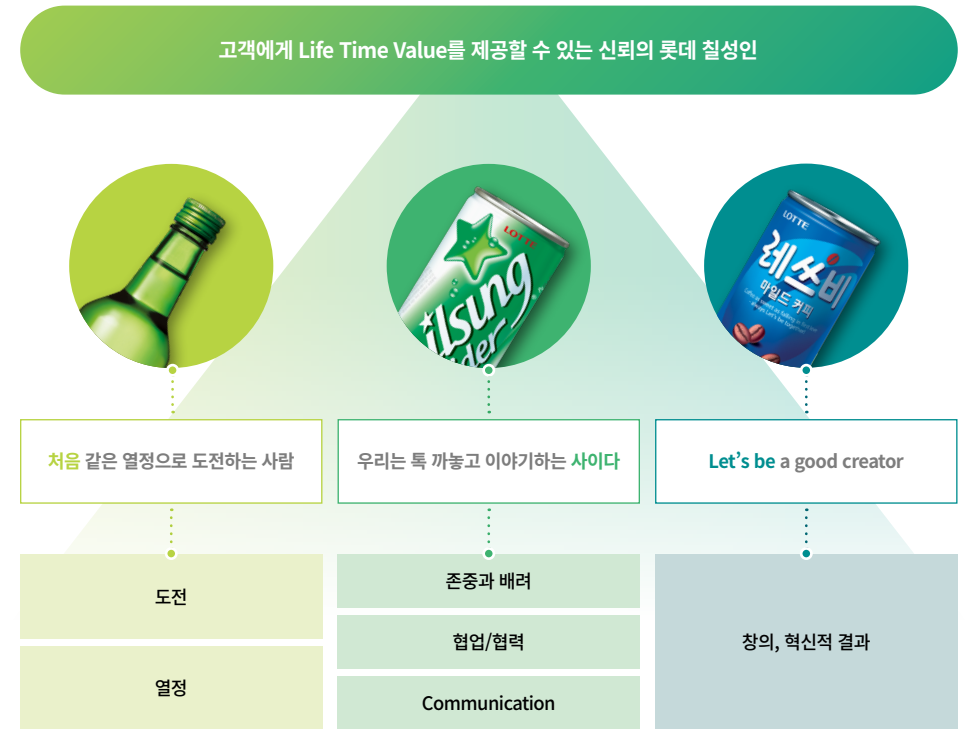 고객에게 Life Time Value를 제공할 수 있는 신뢰의 롯데 칠성인
LOTTE
ilsung
ider
LOTTE
레쓰비
마일드 커피
처음 같은 열정으로 도전하는 사람
우리는 톡 까놓고 이야기하는 사이다
Let's be a good creator
도전
열정
존중과 배려
협업/협력
Communication
창의, 혁신적 결과